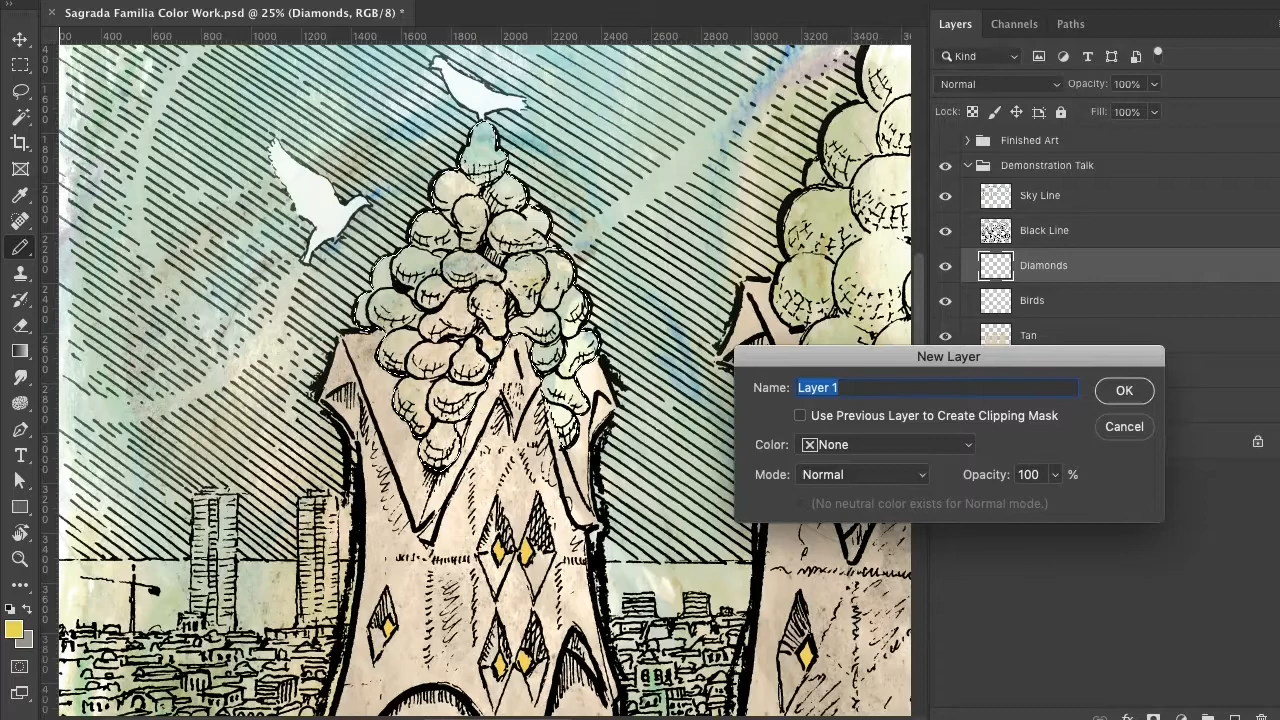 Sagrada Familia Color Work.psd @ 25% (Diamonds, RGB/8) *
Layers
Channels
Paths
00
400
600
800
1000
1200
1400
1600
1800
2000
2200
2400
2600
2800
3000
3200
3400
Kind
Normal
Opacity: 100%
Lock:
Fill: 100%
Finished Art
Demonstration Talk
Sky Line
Black Line
Diamonds
Birds
Tan
New Layer
Name: Layer 1
OK
Use Previous Layer to Create Clipping Mask
Cancel
Color: None
Mode: Normal
Opacity: 100 %
(No neutral color exists for Normal mode.)